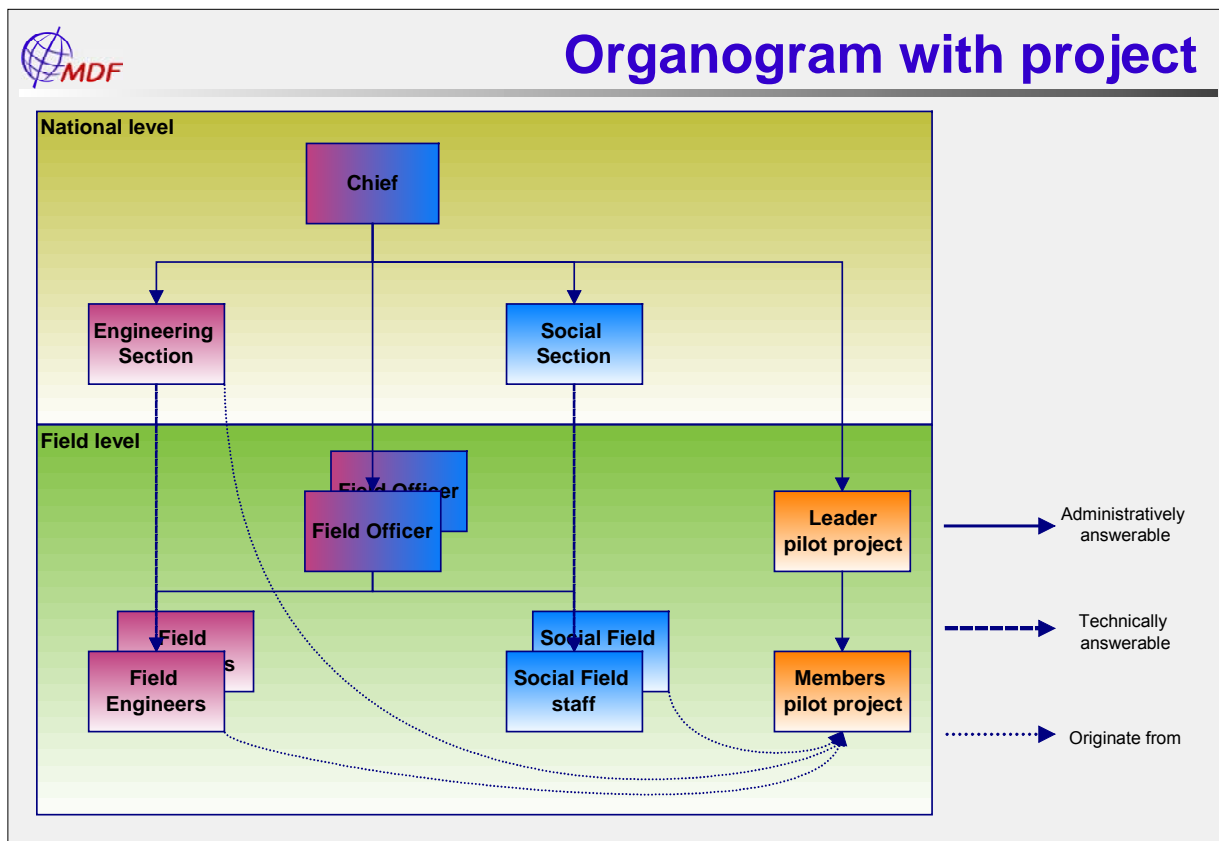 MDF
Organogram with project
National level
Chief
Engineering
Section
Social
Section
Field level
Field Officer
Field Officer
Leader
pilot project
Field
s
Field
Engineers
Social Field
Social Field
staff
Members
pilot project
Administratively
answerable
Technically
answerable
Originate from